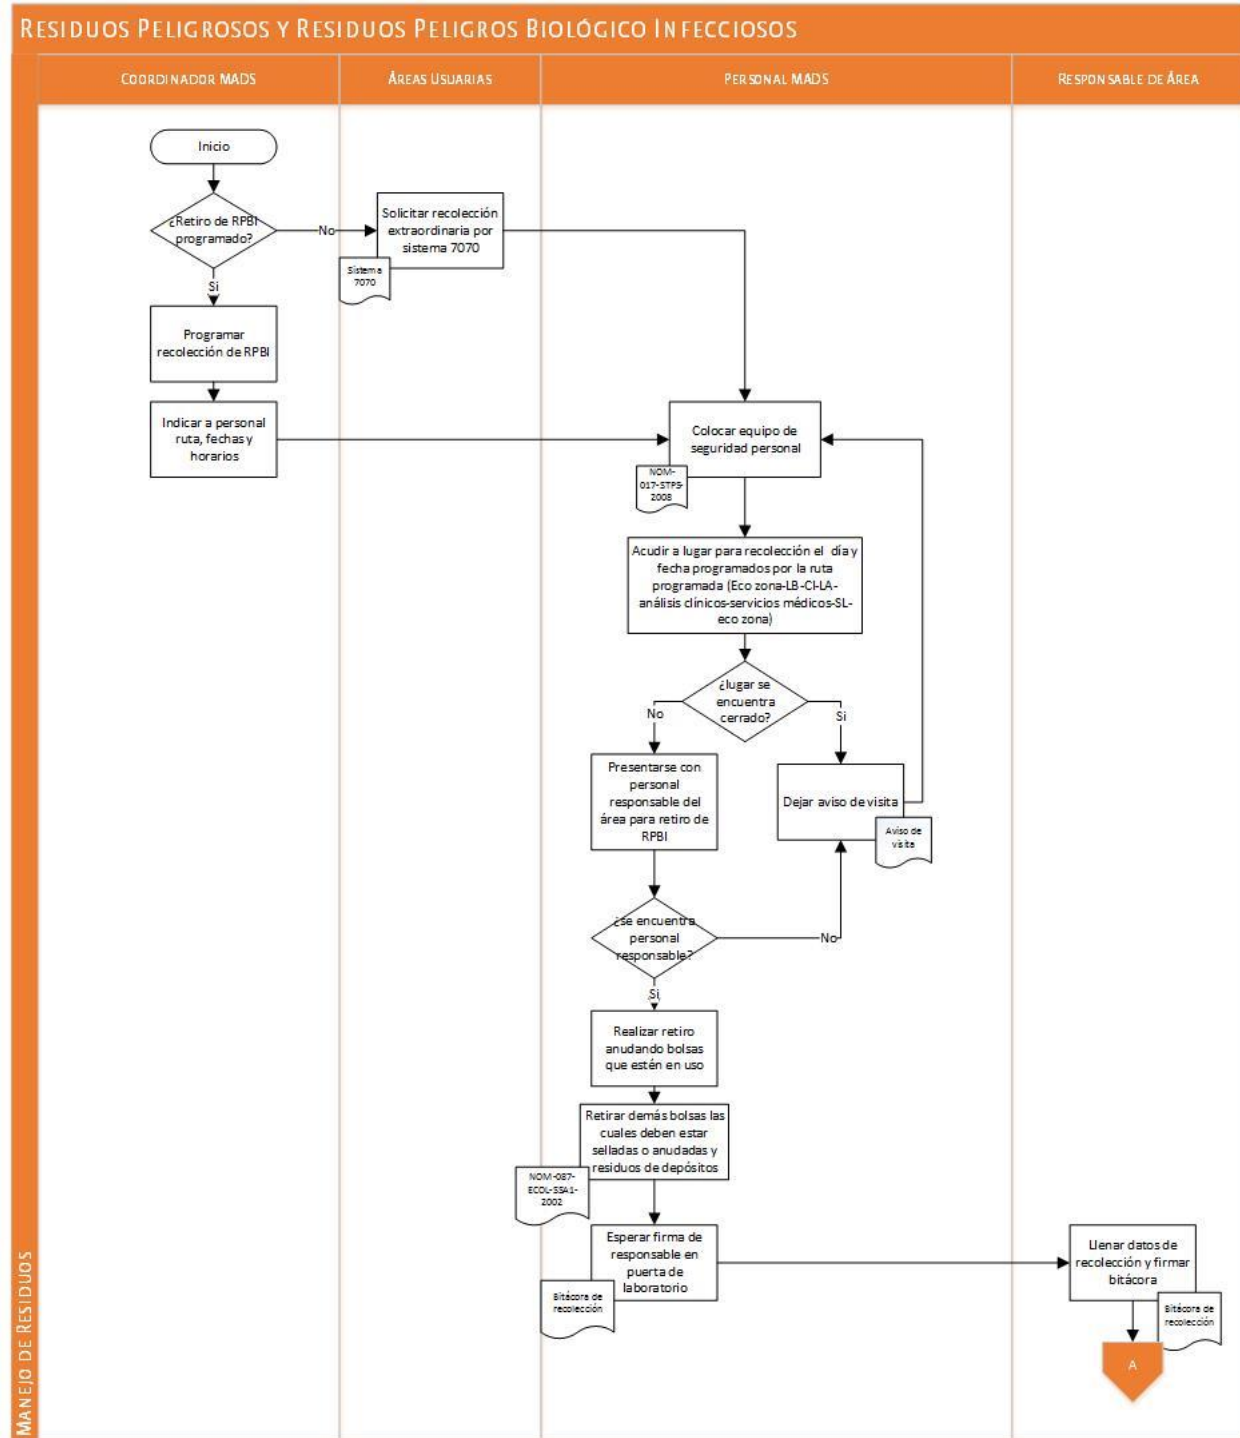 RESIDUOS PELIGROSOS Y RESIDUOS PELIGROS BIOLÓGICO INFECCIOSOS
COORDINADOR MADS
ÁREAS USUARIAS
PERSONAL MADS
RESPONSABLE DE ÁREA
MANEJO DE RESIDUOS
Inicio
¿Retiro de RPBI
programado?
No
Solicitar recolección
extraordinaria por
sistema 7070
Sistema
7070
Si
Programar
recolección de RPBI
Indicar a personal
ruta, fechas y
horarios
Colocar equipo de
seguridad personal
NOM-
017-STPS-
2008
Acudir a lugar para recolección el día y
fecha programados por la ruta
programada (Eco zona-LB-CI-LA-
análisis clínicos-servicios médicos-SL-
eco zona)
¿lugar se
encuentra
cerrado?
No
Si
Presentarse con
personal
responsable del
área para retiro de
RPBI
Dejar aviso de visita
Aviso de
visita
¿se encuentra
personal
responsable?
No
Si
Realizar retiro
anudando bolsas
que estén en uso
Retirar demás bolsas las
cuales deben estar
selladas o anudadas y
residuos de depósitos
NOM-087-
ECOL-SSA1-
2002
Esperar firma de
responsable en
puerta de
laboratorio
Bitácora de
recolección
Llenar datos de
recolección y firmar
bitácora
Bitácora de
recolección
A